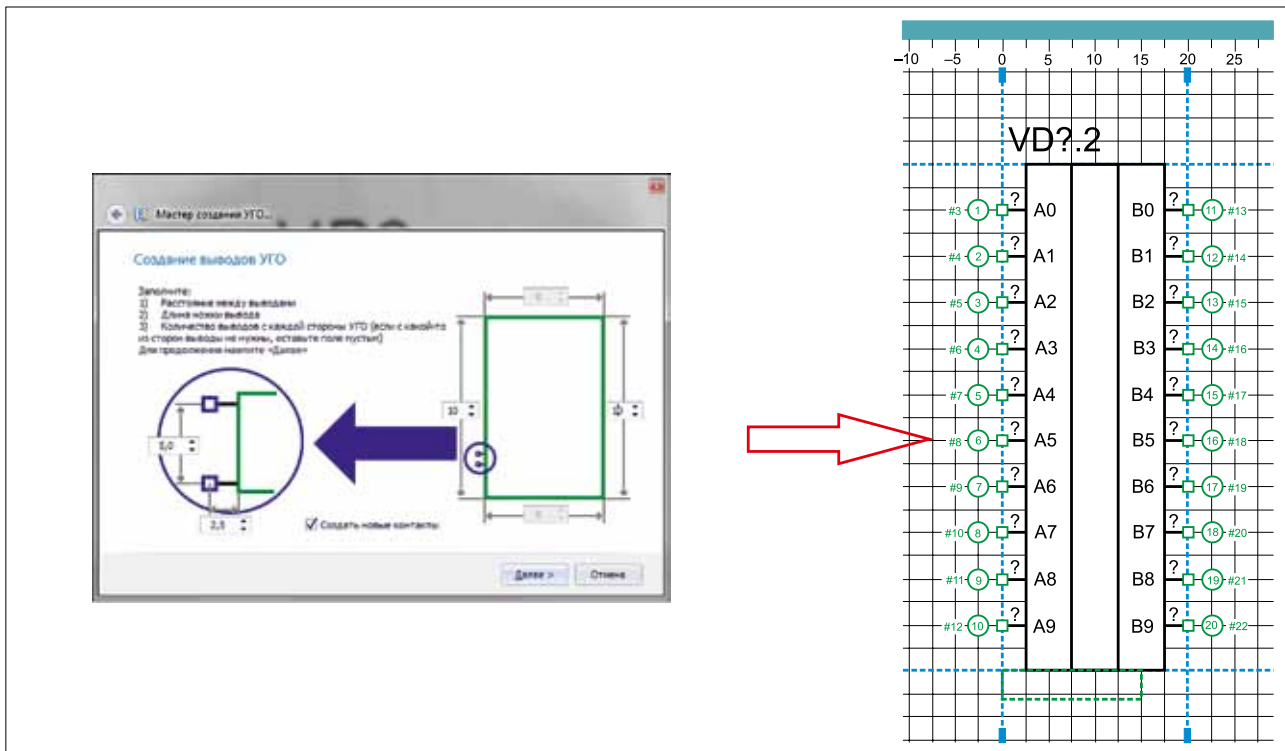 Мастер создания УГО...
Создание выводов УГО
Заполните:
1) Расстояние между выводами
2) Длина ножки вывода
3) Количество выводов с каждой стороны УГО (если с какой-то
из сторон выводы не нужны, оставьте поле пустым)
Для продолжения нажмите «Далее»
5,0
2,5
10
10
Создать новые контакты
Далее >
Отмена
–10 –5 0 5 10 15 20 25
VD?.2
#3 1 ? A0 B0 ? 11 #13
#4 2 ? A1 B1 ? 12 #14
#5 3 ? A2 B2 ? 13 #15
#6 4 ? A3 B3 ? 14 #16
#7 5 ? A4 B4 ? 15 #17
#8 6 ? A5 B5 ? 16 #18
#9 7 ? A6 B6 ? 17 #19
#10 8 ? A7 B7 ? 18 #20
#11 9 ? A8 B8 ? 19 #21
#12 10 ? A9 B9 ? 20 #22